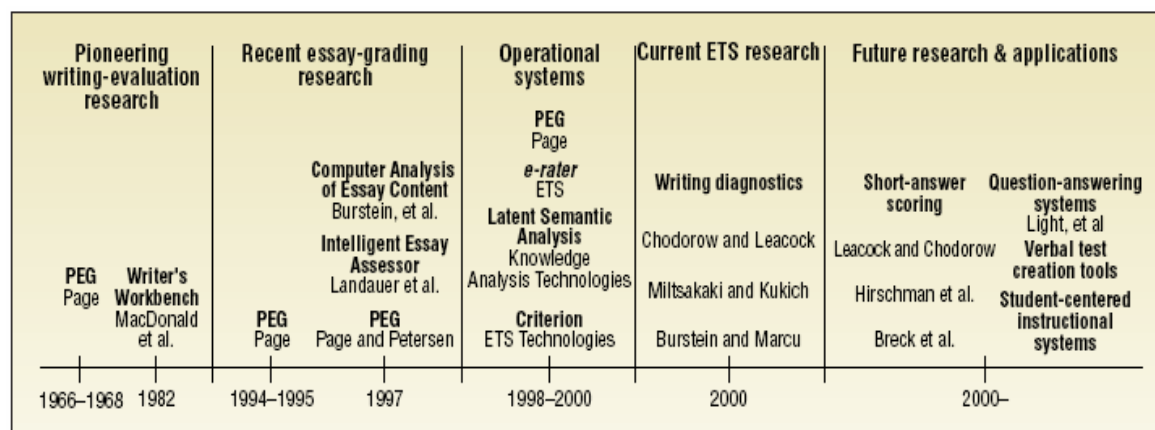 Pioneering
writing-evaluation
research
PEG
Page
Writer's
Workbench
MacDonald
et al.
Recent essay-grading
research
PEG
Page
Computer Analysis
of Essay Content
Burstein, et al.
Intelligent Essay
Assessor
Landauer et al.
PEG
Page and Petersen
Operational
systems
PEG
Page
e-rater
ETS
Latent Semantic
Analysis
Knowledge
Analysis Technologies
Criterion
ETS Technologies
Current ETS research
Writing diagnostics
Chodorow and Leacock
Miltsakaki and Kukich
Burstein and Marcu
Future research & applications
Short-answer
scoring
Leacock and Chodorow
Hirschman et al.
Breck et al.
Question-answering
systems
Light, et al
Verbal test
creation tools
Student-centered
instructional
systems
1966–1968
1982
1994–1995
1997
1998–2000
2000
2000–